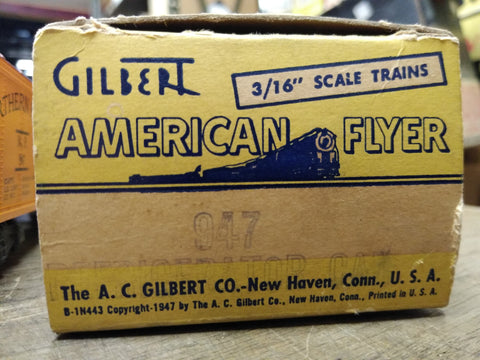 GILBERT
3/16" SCALE TRAINS
AMERICAN FLYER
947
REFRIGERATOR CAR
The A. C. GILBERT CO.-New Haven, Conn., U. S. A.
B-1N443 Copyright-1947 by The A. C. Gilbert Co., New Haven, Conn., Printed in U. S. A.